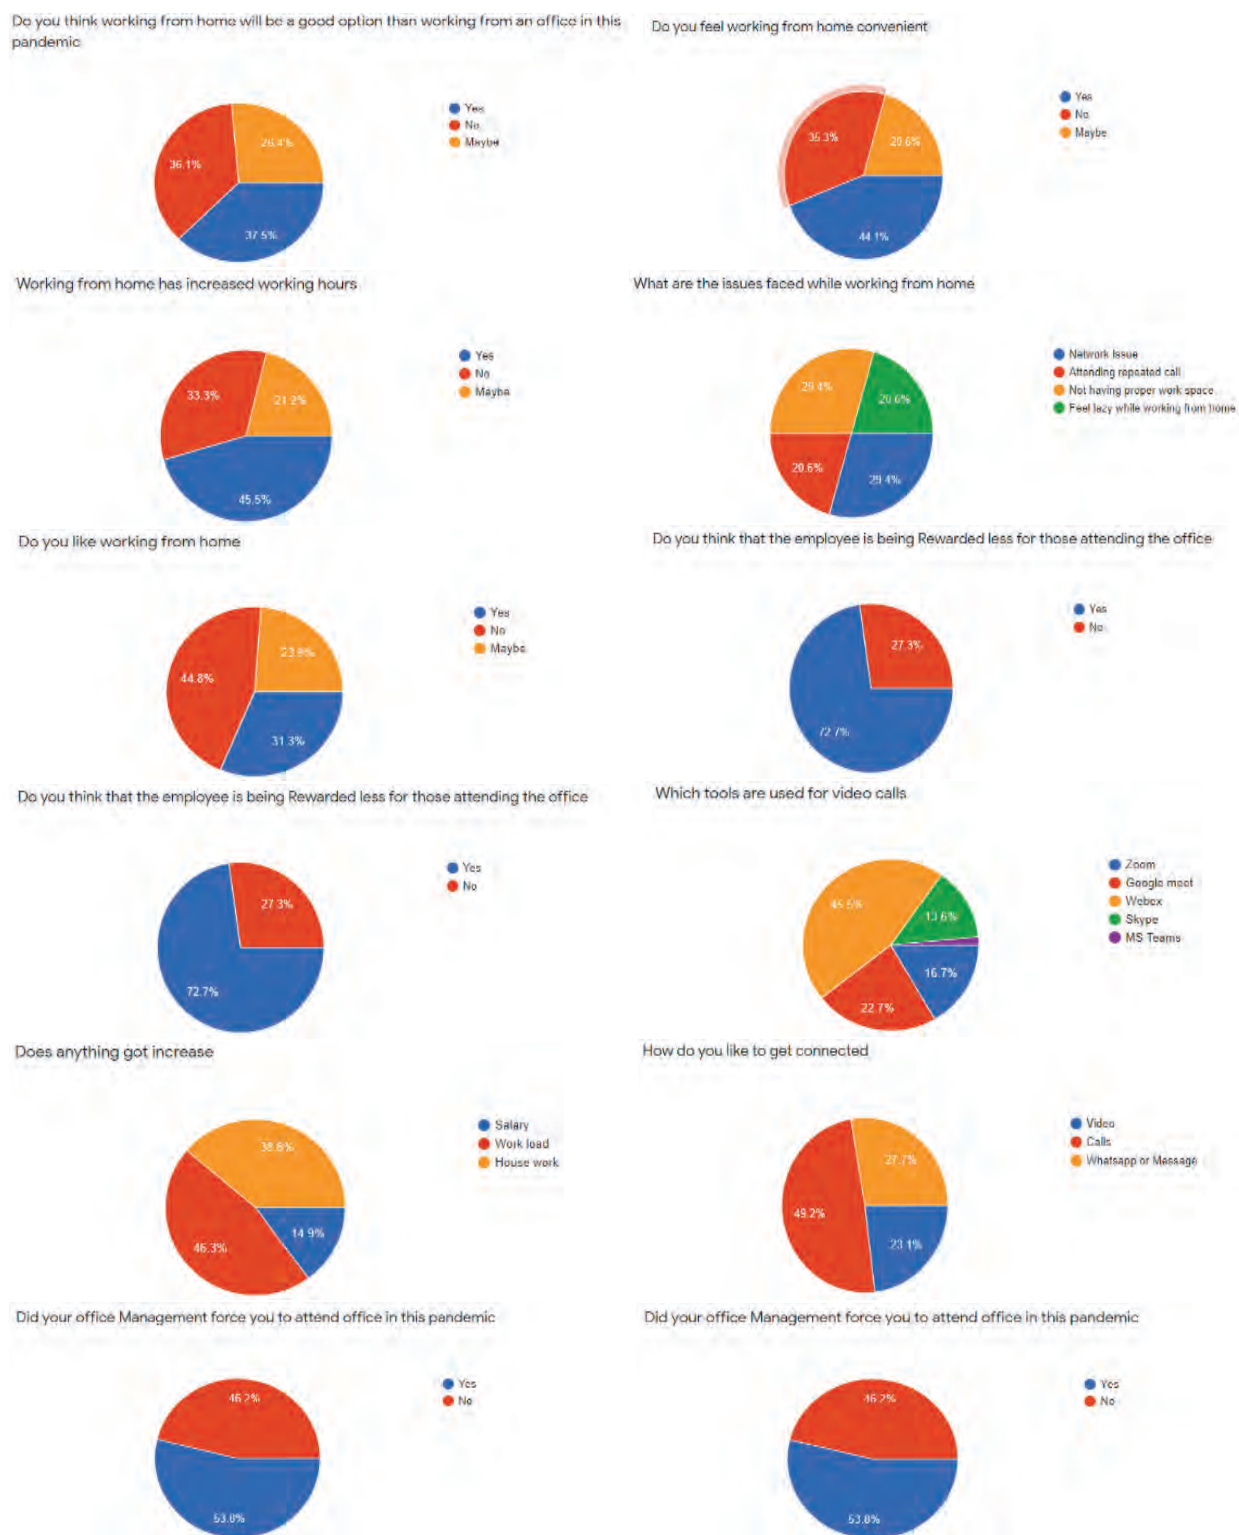 Do you think working from home will be a good option than working from an office in this
pandemic
Yes
No
Maybe
26.4%
36.1%
37.5%
Do you feel working from home convenient
Yes
No
Maybe
35.3%
20.6%
44.1%
Working from home has increased working hours
Yes
No
Maybe
33.3%
21.2%
45.5%
What are the issues faced while working from home
Network Issue
Attending repeated call
Not having proper work space
Feel lazy while working from home
29.4%
20.6%
20.6%
29.4%
Do you like working from home
Yes
No
Maybe
23.9%
44.8%
31.3%
Do you think that the employee is being Rewarded less for those attending the office
Yes
No
27.3%
72.7%
Do you think that the employee is being Rewarded less for those attending the office
Yes
No
27.3%
72.7%
Which tools are used for video calls
Zoom
Google meet
Webex
Skype
MS Teams
45.5%
13.6%
16.7%
22.7%
Does anything got increase
Salary
Work load
House work
38.8%
14.9%
46.3%
How do you like to get connected
Video
Calls
Whatsapp or Message
27.7%
49.2%
23.1%
Did your office Management force you to attend office in this pandemic
Yes
No
46.2%
53.8%
Did your office Management force you to attend office in this pandemic
Yes
No
46.2%
53.8%